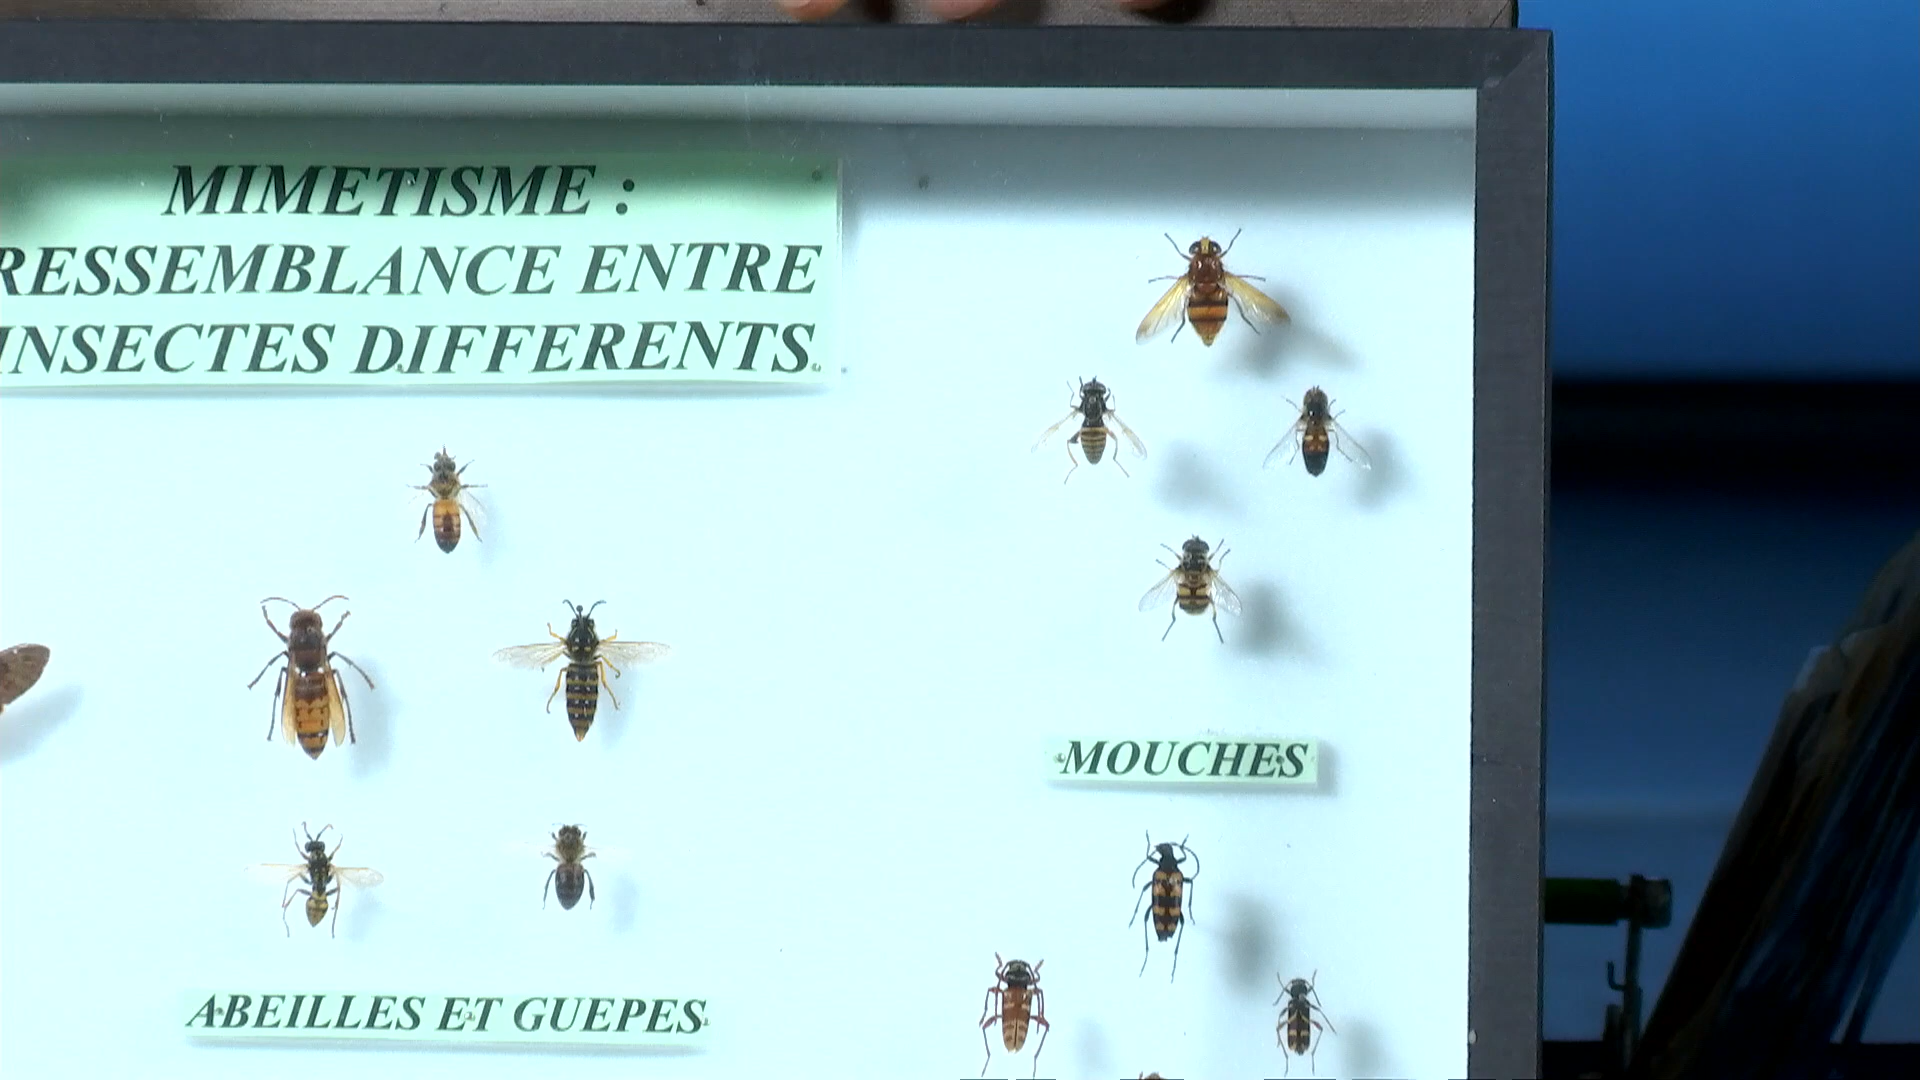 MIMETISME :
RESSEMBLANCE ENTRE
INSECTES DIFFERENTS
MOUCHES
ABEILLES ET GUEPES